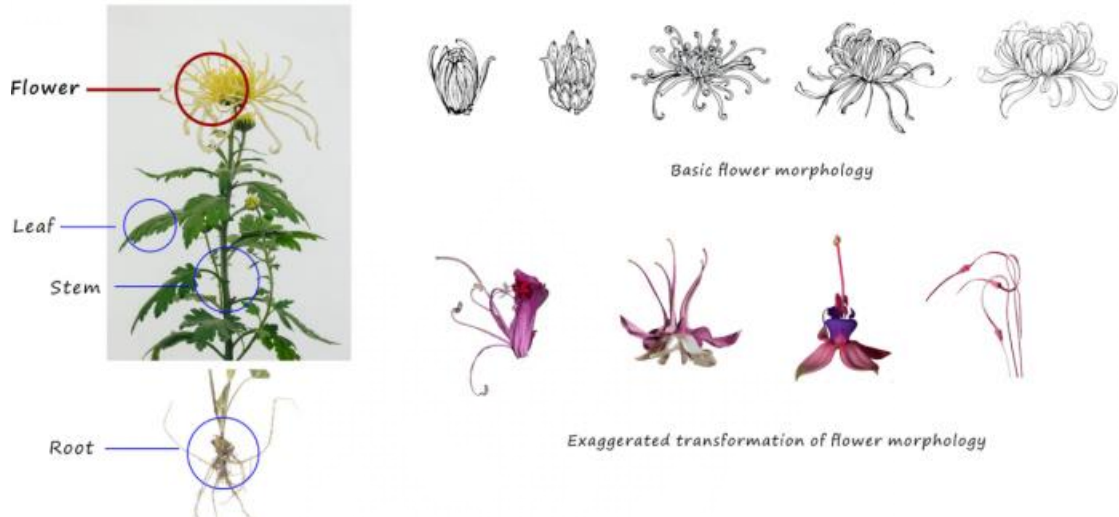 Flower
Leaf
Stem
Root
Basic flower morphology
Exaggerated transformation of flower morphology